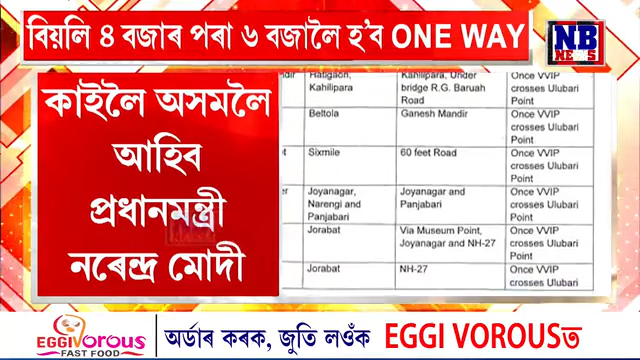 বিয়লি ৪ বজাৰ পৰা ৬ বজালৈ হ'ব ONE WAY
NB
NEWS
কাইলৈ অসমলৈ
আহিব
প্ৰধানমন্ত্ৰী
নৰেন্দ্ৰ মোদী
Hatigaon, Kahilipara, Under Once VVIP
Kahilipara bridge R.G. Baruah crosses Ulubari
Road Point
Beltola Ganesh Mandir Once VVIP
crosses Ulubari
Point
Sixmile 60 feet Road Once VVIP
crosses Ulubari
Point
Joyanagar, Joyanagar and Once VVIP
Narengi and Panjabari crosses Ulubari
Panjabari Point
Jorabat Via Museum Point, Once VVIP
Joyanagar and NH-27 crosses Ulubari
Point
Jorabat NH-27 Once VVIP
crosses Ulubari
EGGI VOROUS
FAST FOOD
অৰ্ডাৰ কৰক, জুতি লওঁক EGGI VOROUSত